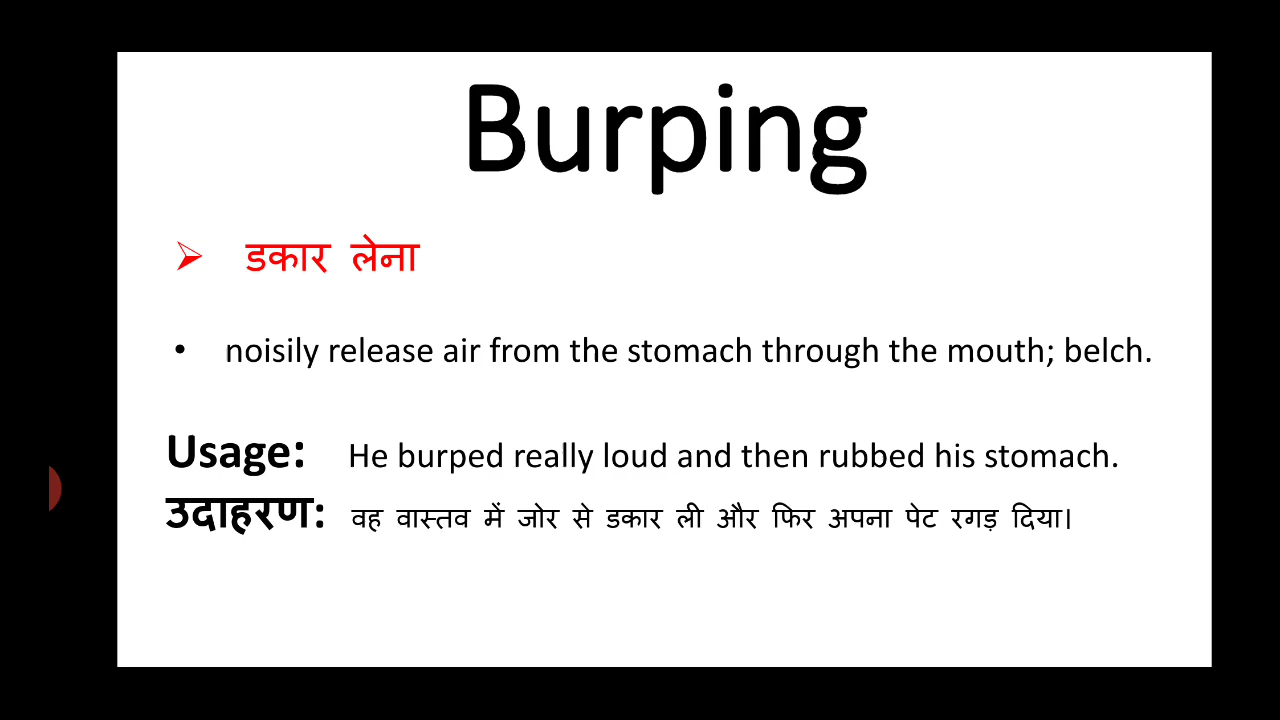 Burping
➢ डकार लेना
• noisily release air from the stomach through the mouth; belch.
Usage: He burped really loud and then rubbed his stomach.
उदाहरण: वह वास्तव में जोर से डकार ली और फिर अपना पेट रगड़ दिया।